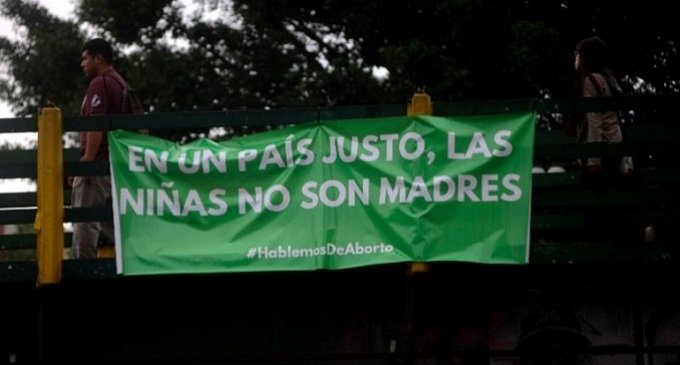 EN UN PAÍS JUSTO, LAS
NIÑAS NO SON MADRES
#HablemosDeAborto